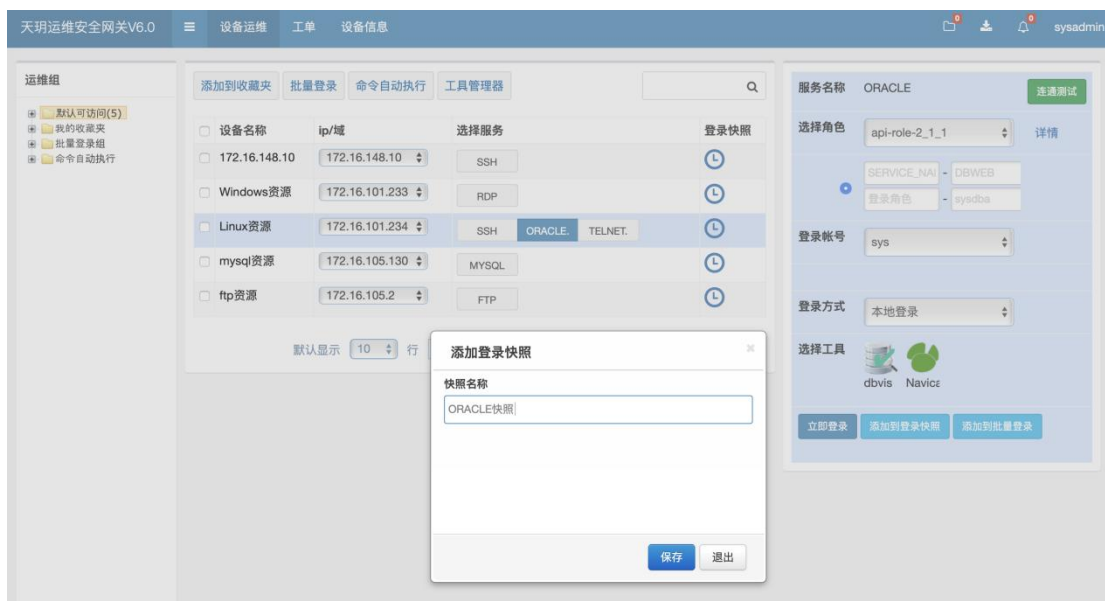 天玥运维安全网关V6.0 设备运维 工单 设备信息 0 0 sysadmin
运维组
默认可访问(5)
我的收藏夹
批量登录组
命令自动执行
添加到收藏夹 批量登录 命令自动执行 工具管理器
设备名称 ip/域 选择服务 登录快照
172.16.148.10 172.16.148.10 SSH
Windows资源 172.16.101.233 RDP
Linux资源 172.16.101.234 SSH ORACLE. TELNET.
mysql资源 172.16.105.130 MYSQL
ftp资源 172.16.105.2 FTP
默认显示 10 行
服务名称 ORACLE 连通测试
选择角色 api-role-2_1_1 详情
SERVICE_NAI - DBWEB
登录角色 - sysdba
登录帐号 sys
登录方式 本地登录
选择工具
dbvis Navica
立即登录 添加到登录快照 添加到批量登录
添加登录快照 ×
快照名称
ORACLE快照
保存 退出